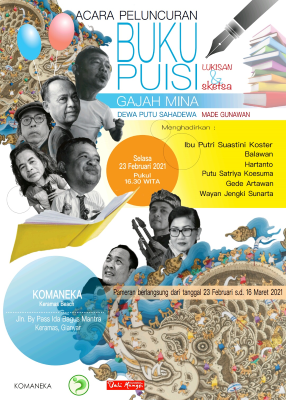 ACARA PELUNCURAN
BUKU
PUISI
LUKISAN
&
sketsa
GAJAH MINA
DEWA PUTU SAHADEWA MADE GUNAWAN
Menghadirkan :
Ibu Putri Suastini Koster
Balawan
Hartanto
Putu Satriya Koesuma
Gede Artawan
Wayan Jengki Sunarta
Selasa
23 Februari 2021
Pukul
16.30 WITA
KOMANEKA
Keramas Beach
Jln. By Pass Ida Bagus Mantra
Keramas, Gianyar
Pameran berlangsung dari tanggal 23 Februari s.d. 16 Maret 2021
KOMANEKA